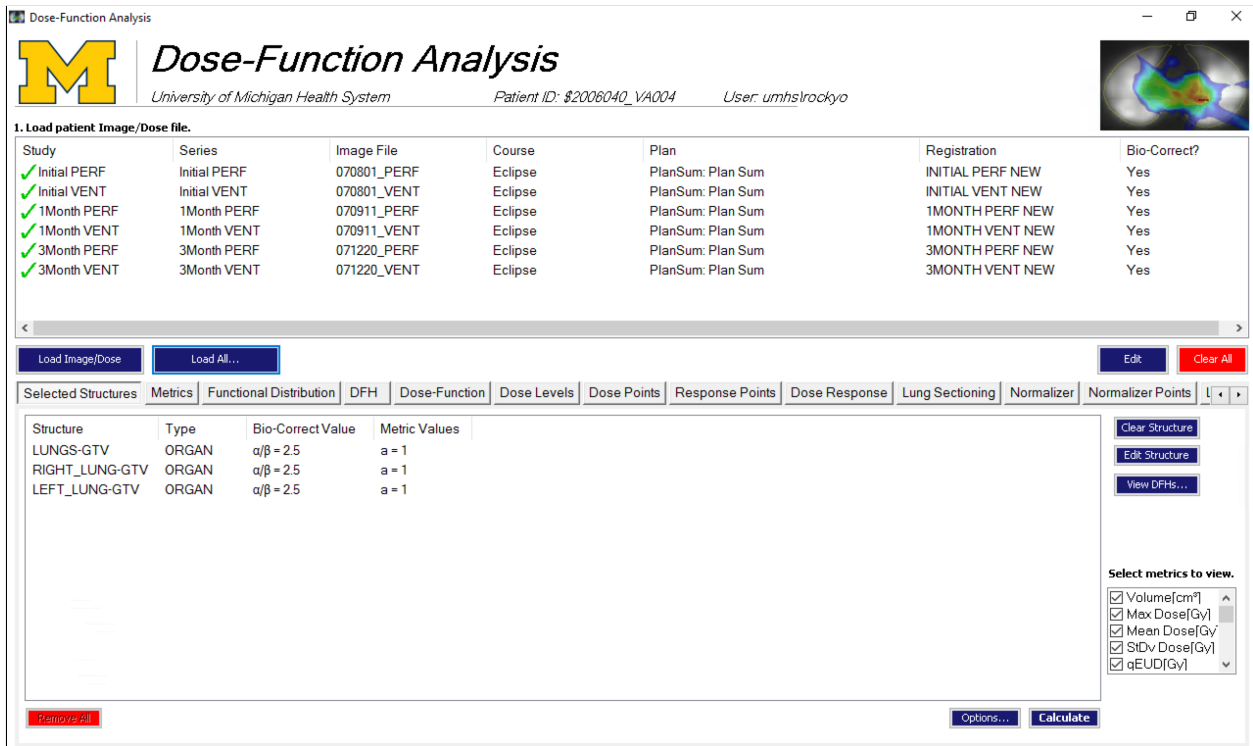 Dose-Function Analysis
M
Dose-Function Analysis
University of Michigan Health System Patient ID: $2006040_VA004 User: umhs\rockyo
1. Load patient Image/Dose file.
Study Series Image File Course Plan Registration Bio-Correct?
Initial PERF Initial PERF 070801_PERF Eclipse PlanSum: Plan Sum INITIAL PERF NEW Yes
Initial VENT Initial VENT 070801_VENT Eclipse PlanSum: Plan Sum INITIAL VENT NEW Yes
1Month PERF 1Month PERF 070911_PERF Eclipse PlanSum: Plan Sum 1MONTH PERF NEW Yes
1Month VENT 1Month VENT 070911_VENT Eclipse PlanSum: Plan Sum 1MONTH VENT NEW Yes
3Month PERF 3Month PERF 071220_PERF Eclipse PlanSum: Plan Sum 3MONTH PERF NEW Yes
3Month VENT 3Month VENT 071220_VENT Eclipse PlanSum: Plan Sum 3MONTH VENT NEW Yes
Load Image/Dose Load All... Edit Clear All
Selected Structures Metrics Functional Distribution DFH Dose-Function Dose Levels Dose Points Response Points Dose Response Lung Sectioning Normalizer Normalizer Points
Structure Type Bio-Correct Value Metric Values
LUNGS-GTV ORGAN α/β = 2.5 a = 1
RIGHT_LUNG-GTV ORGAN α/β = 2.5 a = 1
LEFT_LUNG-GTV ORGAN α/β = 2.5 a = 1
Clear Structure
Edit Structure
View DFHs...
Select metrics to view.
Volume[cm³]
Max Dose[Gy]
Mean Dose[Gy
StDv Dose[Gy]
gEUD[Gy]
Remove All Options... Calculate